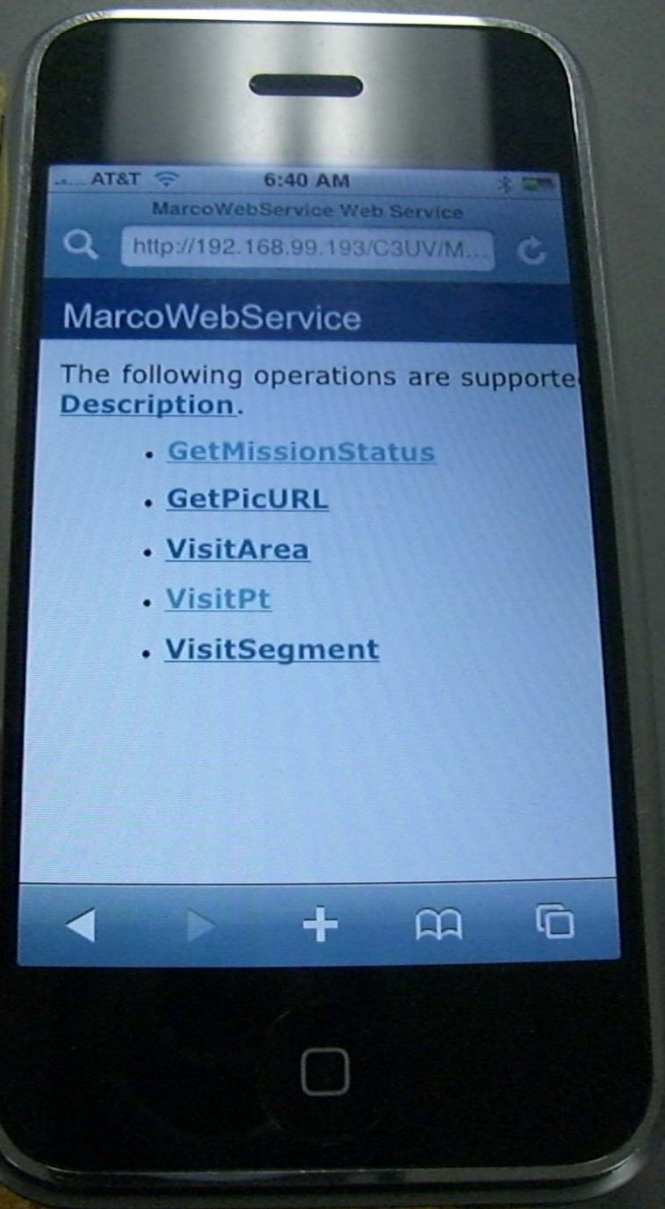 AT&T 6:40 AM
MarcoWebService Web Service
http://192.168.99.193/C3UV/M...
MarcoWebService
The following operations are supporte
Description.
• GetMissionStatus
• GetPicURL
• VisitArea
• VisitPt
• VisitSegment